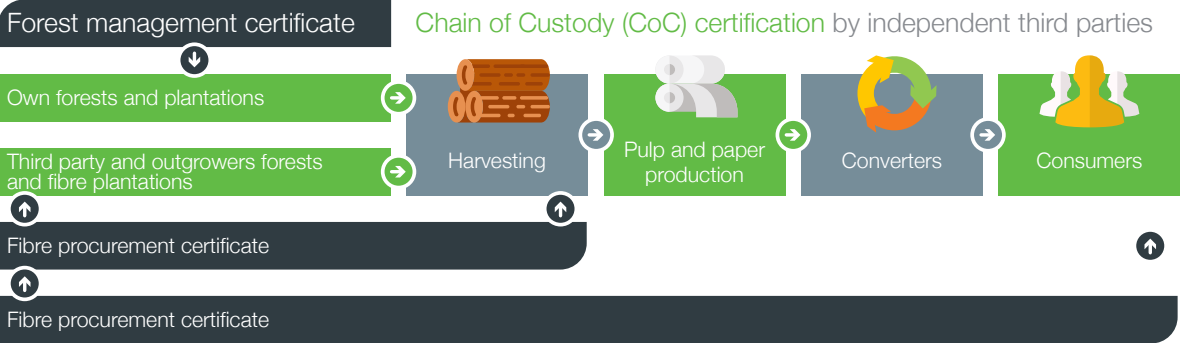 Forest management certificate
Chain of Custody (CoC) certification by independent third parties
Own forests and plantations
Third party and outgrowers forests
and fibre plantations
Harvesting
Pulp and paper
production
Converters
Consumers
Fibre procurement certificate
Fibre procurement certificate